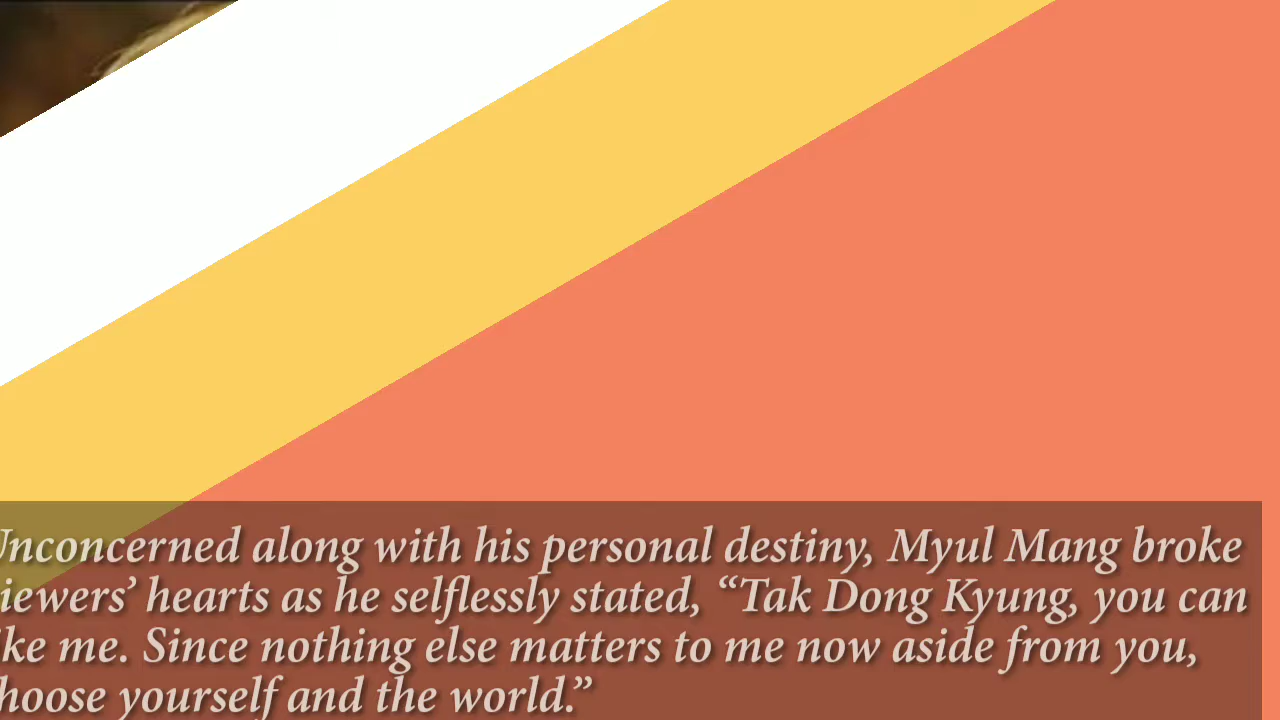 Unconcerned along with his personal destiny, Myul Mang broke
iewers’ hearts as he selflessly stated, “Tak Dong Kyung, you can
ke me. Since nothing else matters to me now aside from you,
hoose yourself and the world.”